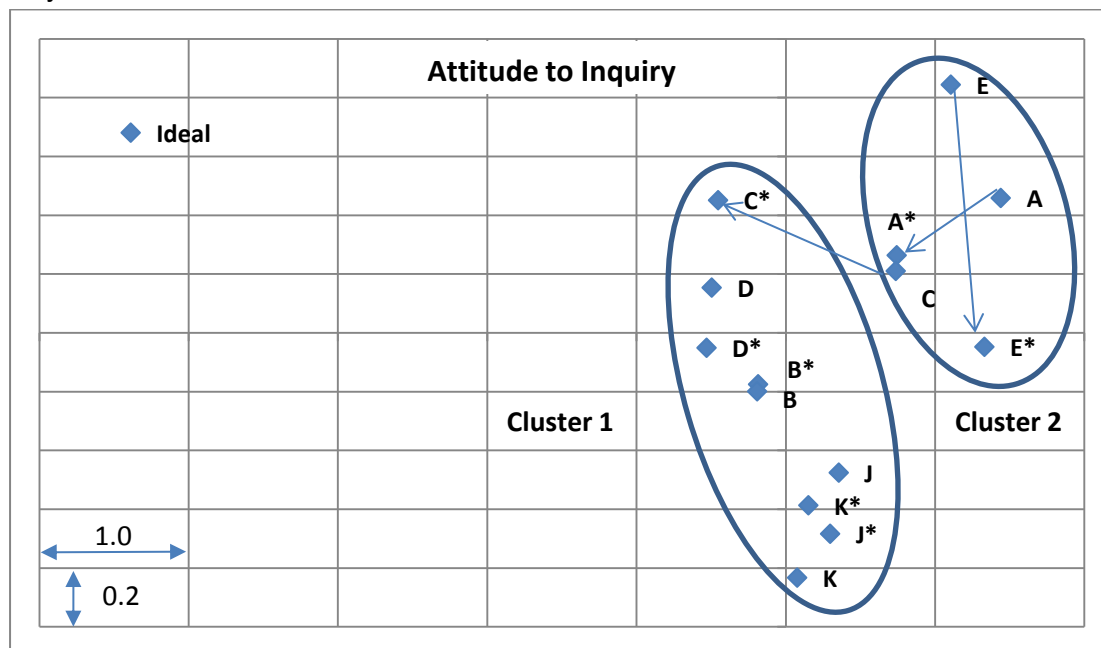 Attitude to Inquiry
E
Ideal
C*
A
A*
D
C
D*
E*
B*
B
Cluster 1
Cluster 2
J
K*
1.0
J*
K
0.2